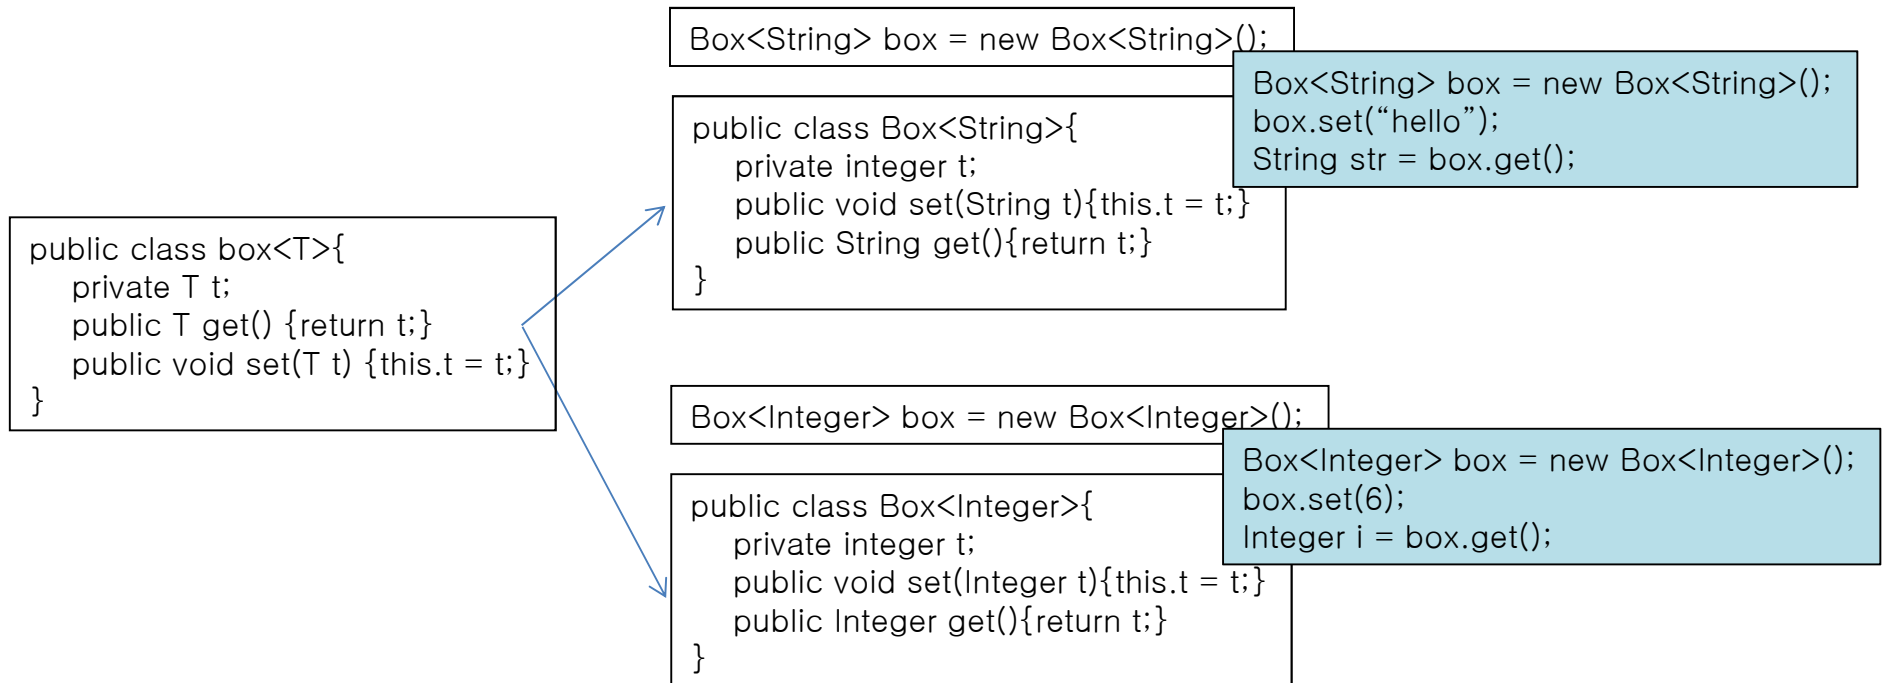 public class box<T>{
private T t;
public T get() {return t;}
public void set(T t) {this.t = t;}
}
Box<String> box = new Box<String>();
public class Box<String>{
private integer t;
public void set(String t){this.t = t;}
public String get(){return t;}
}
Box<String> box = new Box<String>();
box.set(“hello”);
String str = box.get();
Box<Integer> box = new Box<Integer>();
public class Box<Integer>{
private integer t;
public void set(Integer t){this.t = t;}
public Integer get(){return t;}
}
Box<Integer> box = new Box<Integer>();
box.set(6);
Integer i = box.get();